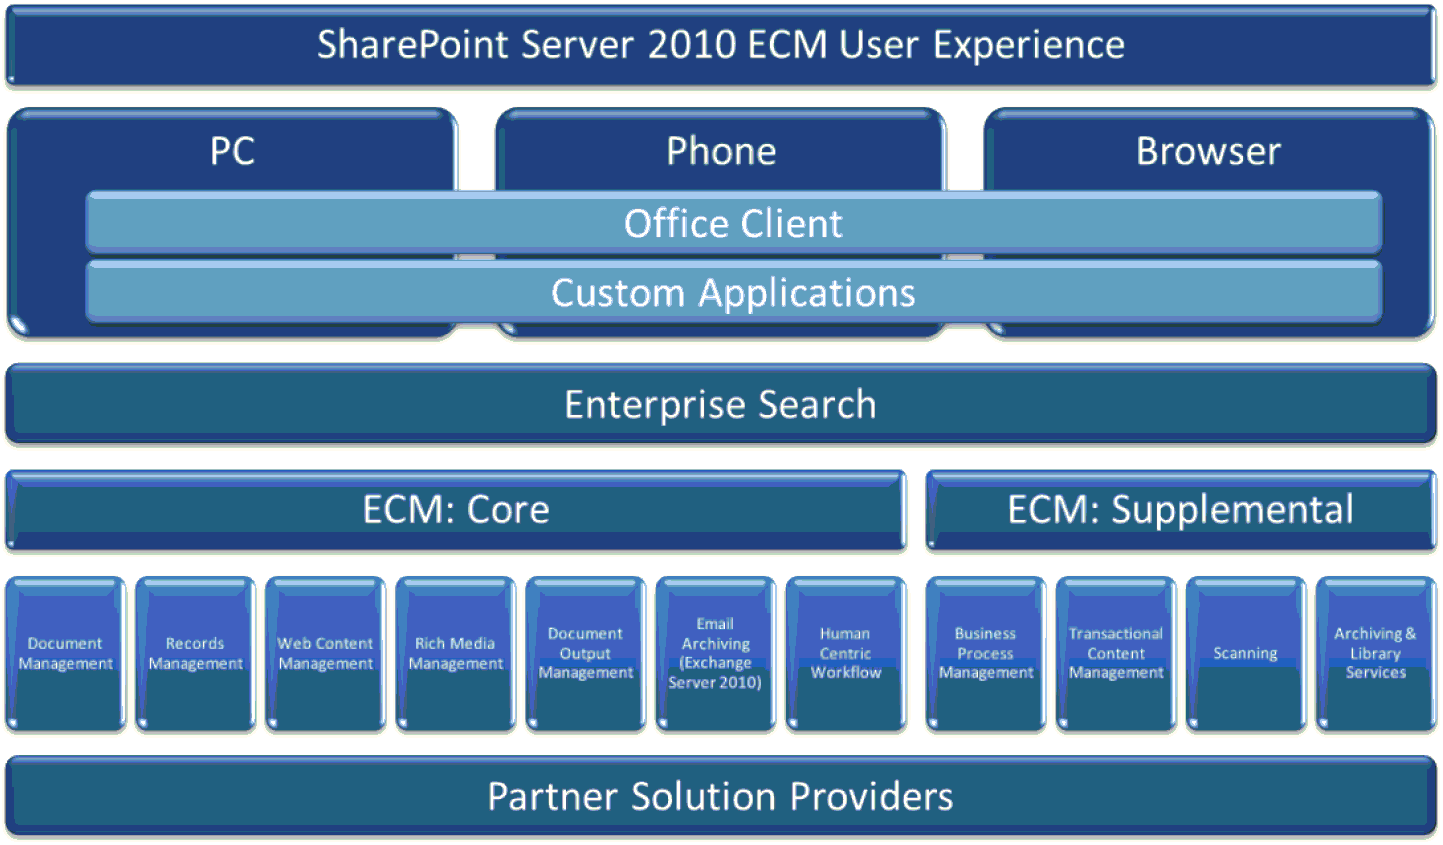 SharePoint Server 2010 ECM User Experience
PC
Phone
Browser
Office Client
Custom Applications
Enterprise Search
ECM: Core
ECM: Supplemental
Document
Management
Records
Management
Web Content
Management
Rich Media
Management
Document
Output
Management
Email
Archiving
(Exchange
Server 2010)
Human
Centric
Workflow
Business
Process
Management
Transactional
Content
Management
Scanning
Archiving &
Library
Services
Partner Solution Providers